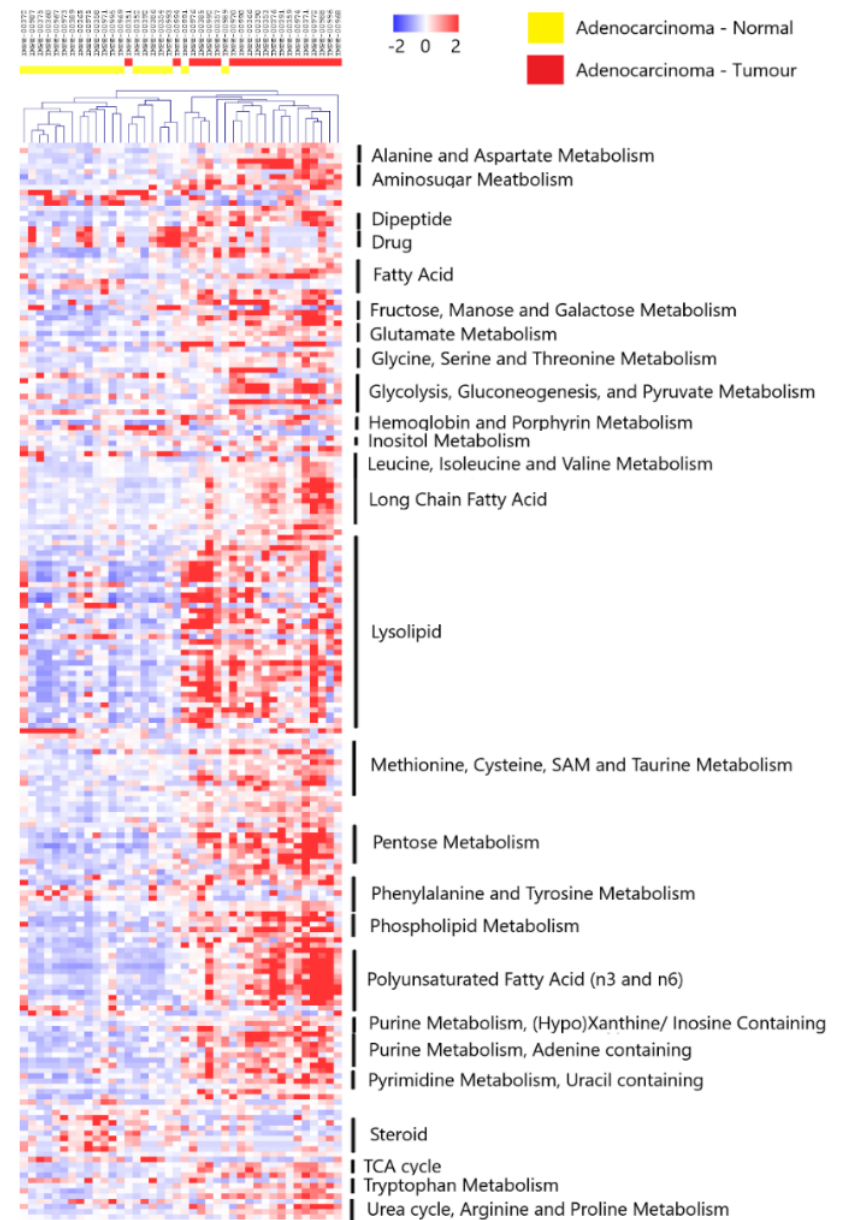 -2 0 2
Adenocarcinoma - Normal
Adenocarcinoma - Tumour
Alanine and Aspartate Metabolism
Aminosugar Meatbolism
Dipeptide
Drug
Fatty Acid
Fructose, Manose and Galactose Metabolism
Glutamate Metabolism
Glycine, Serine and Threonine Metabolism
Glycolysis, Gluconeogenesis, and Pyruvate Metabolism
Hemoglobin and Porphyrin Metabolism
Inositol Metabolism
Leucine, Isoleucine and Valine Metabolism
Long Chain Fatty Acid
Lysolipid
Methionine, Cysteine, SAM and Taurine Metabolism
Pentose Metabolism
Phenylalanine and Tyrosine Metabolism
Phospholipid Metabolism
Polyunsaturated Fatty Acid (n3 and n6)
Purine Metabolism, (Hypo)Xanthine/ Inosine Containing
Purine Metabolism, Adenine containing
Pyrimidine Metabolism, Uracil containing
Steroid
TCA cycle
Tryptophan Metabolism
Urea cycle, Arginine and Proline Metabolism